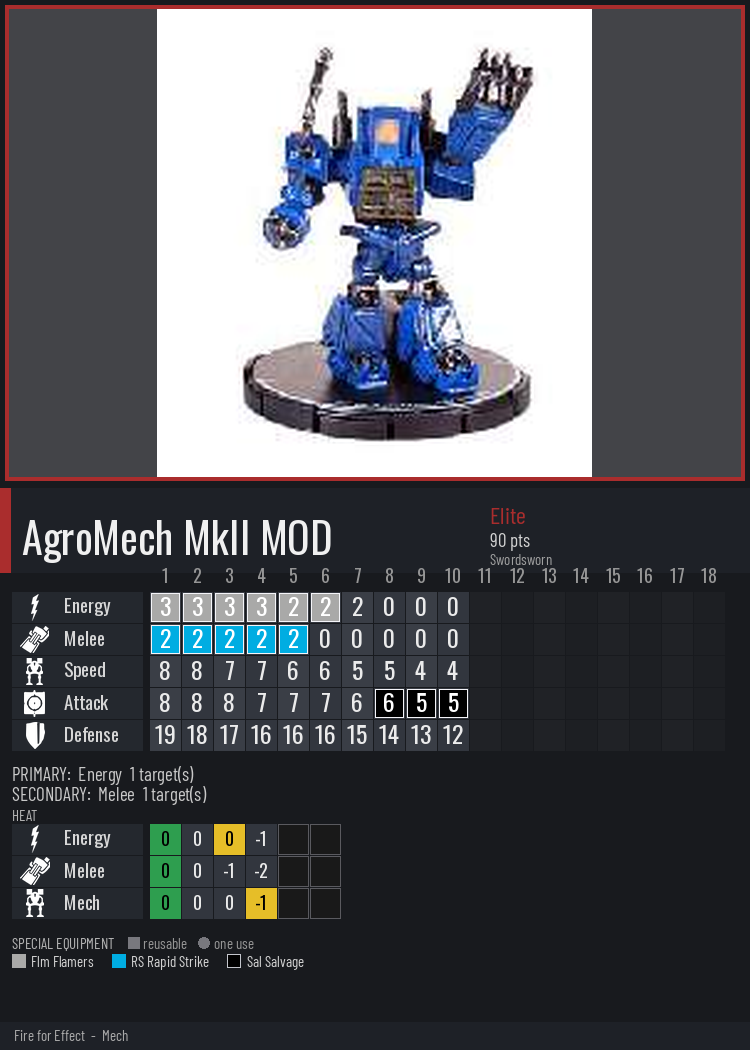 AgroMech MkII MOD
Elite
90 pts
Swordsworn
1 2 3 4 5 6 7 8 9 10 11 12 13 14 15 16 17 18
Energy 3 3 3 3 2 2 2 0 0 0
Melee 2 2 2 2 2 0 0 0 0 0
Speed 8 8 7 7 6 6 5 5 4 4
Attack 8 8 8 7 7 7 6 6 5 5
Defense 19 18 17 16 16 16 15 14 13 12
PRIMARY: Energy 1 target(s)
SECONDARY: Melee 1 target(s)
HEAT
Energy 0 0 0 -1
Melee 0 0 -1 -2
Mech 0 0 0 -1
SPECIAL EQUIPMENT reusable one use
Flm Flamers RS Rapid Strike Sal Salvage
Fire for Effect - Mech